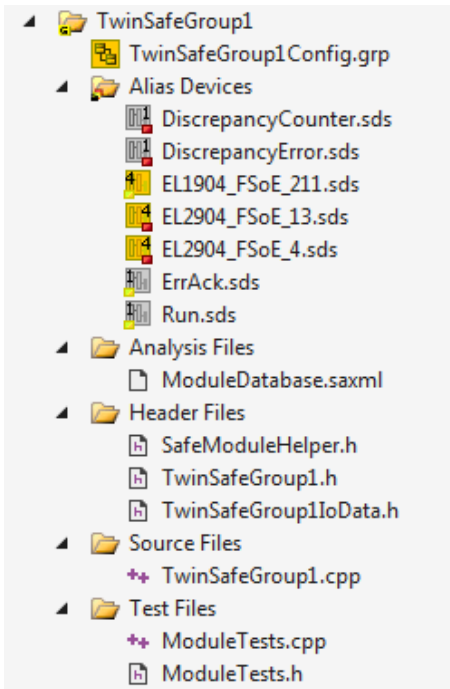 TwinSafeGroup1
TwinSafeGroup1Config.grp
Alias Devices
DiscrepancyCounter.sds
DiscrepancyError.sds
EL1904_FSoE_211.sds
EL2904_FSoE_13.sds
EL2904_FSoE_4.sds
ErrAck.sds
Run.sds
Analysis Files
ModuleDatabase.saxml
Header Files
SafeModuleHelper.h
TwinSafeGroup1.h
TwinSafeGroup1IoData.h
Source Files
TwinSafeGroup1.cpp
Test Files
ModuleTests.cpp
ModuleTests.h